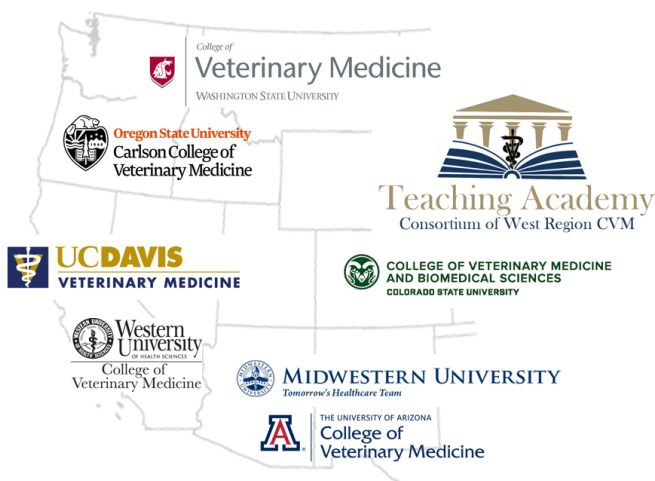 College of
Veterinary Medicine
WASHINGTON STATE UNIVERSITY
Oregon State University
Carlson College of
Veterinary Medicine
Teaching Academy
Consortium of West Region CVM
UCDAVIS
VETERINARY MEDICINE
COLLEGE OF VETERINARY MEDICINE
AND BIOMEDICAL SCIENCES
COLORADO STATE UNIVERSITY
Western
University
OF HEALTH SCIENCES
College of
Veterinary Medicine
MIDWESTERN UNIVERSITY
Tomorrow's Healthcare Team
THE UNIVERSITY OF ARIZONA
A
College of
Veterinary Medicine